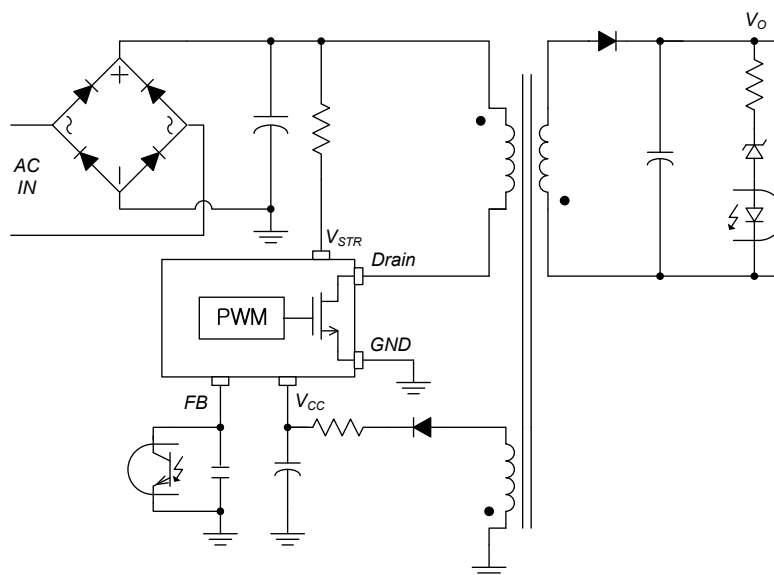 V_O
AC
IN
V_STR
Drain
PWM
GND
FB
V_CC